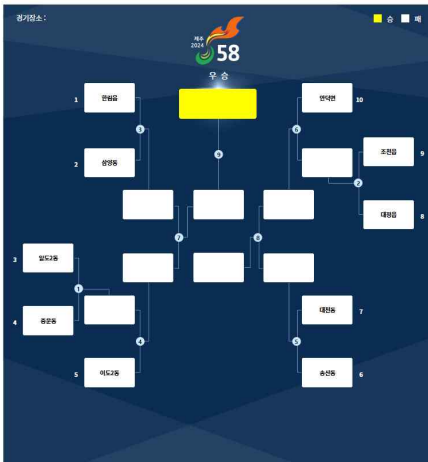 경기장소 :
승 패
제주
2024
58
우 승
1 한림읍
안덕면 10
3
6
조천읍 9
2 삼양동
9
2
대정읍 8
7
8
3 일도2동
1
대천동 7
4 중문동
4
5
5 이도2동
송산동 6